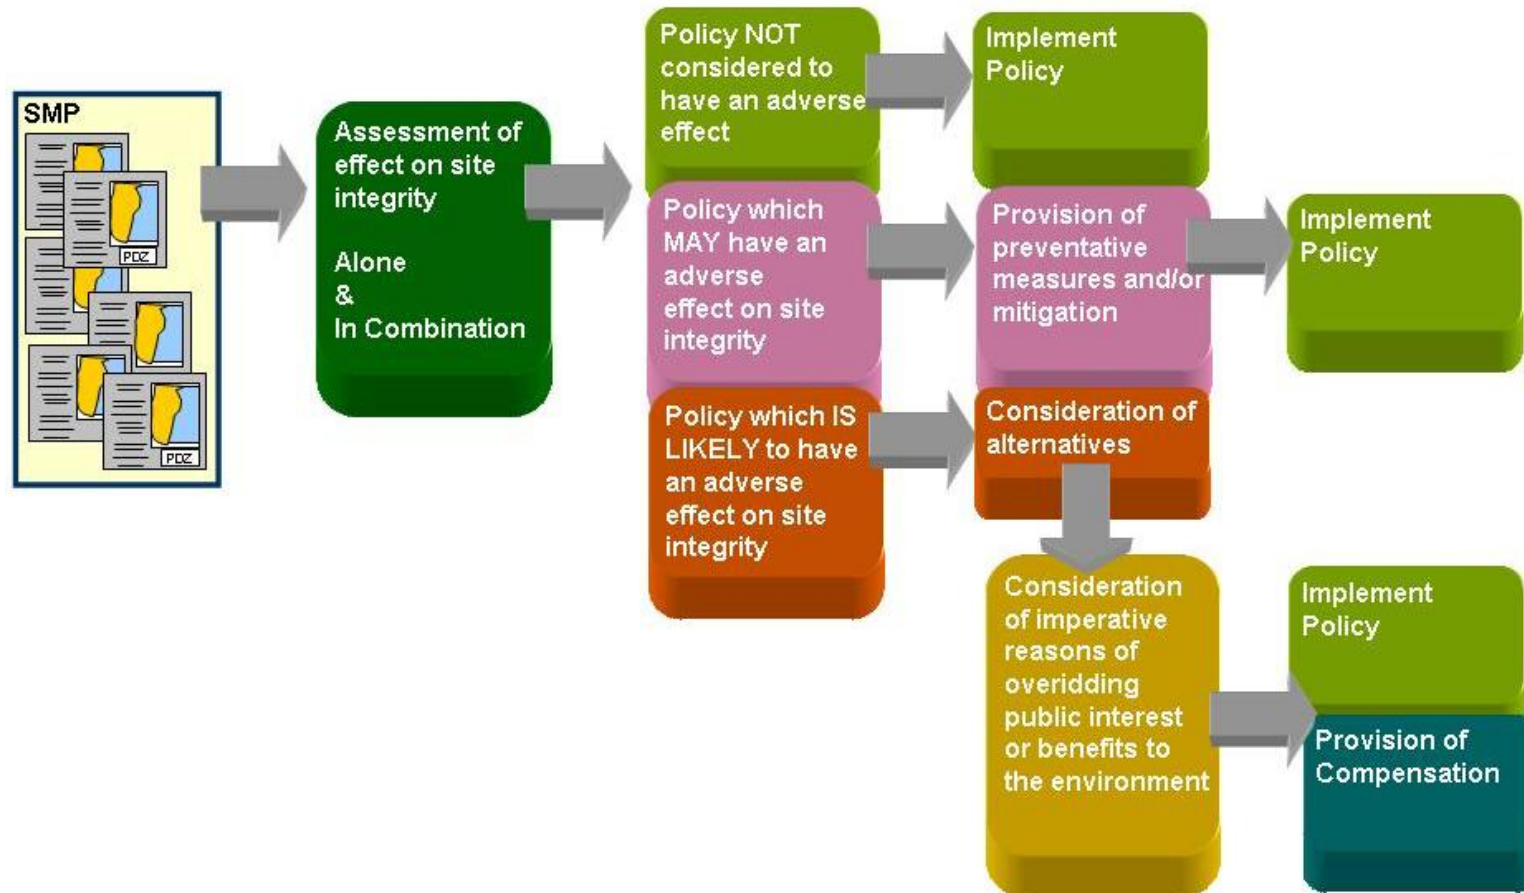 SMP
PDZ
PDZ
Assessment of
effect on site
integrity
Alone
&
In Combination
Policy NOT
considered to
have an adverse
effect
Implement
Policy
Policy which
MAY have an
adverse
effect on site
integrity
Provision of
preventative
measures and/or
mitigation
Implement
Policy
Policy which IS
LIKELY to have
an adverse
effect on site
integrity
Consideration of
alternatives
Consideration
of imperative
reasons of
overidding
public interest
or benefits to
the environment
Implement
Policy
Provision of
Compensation